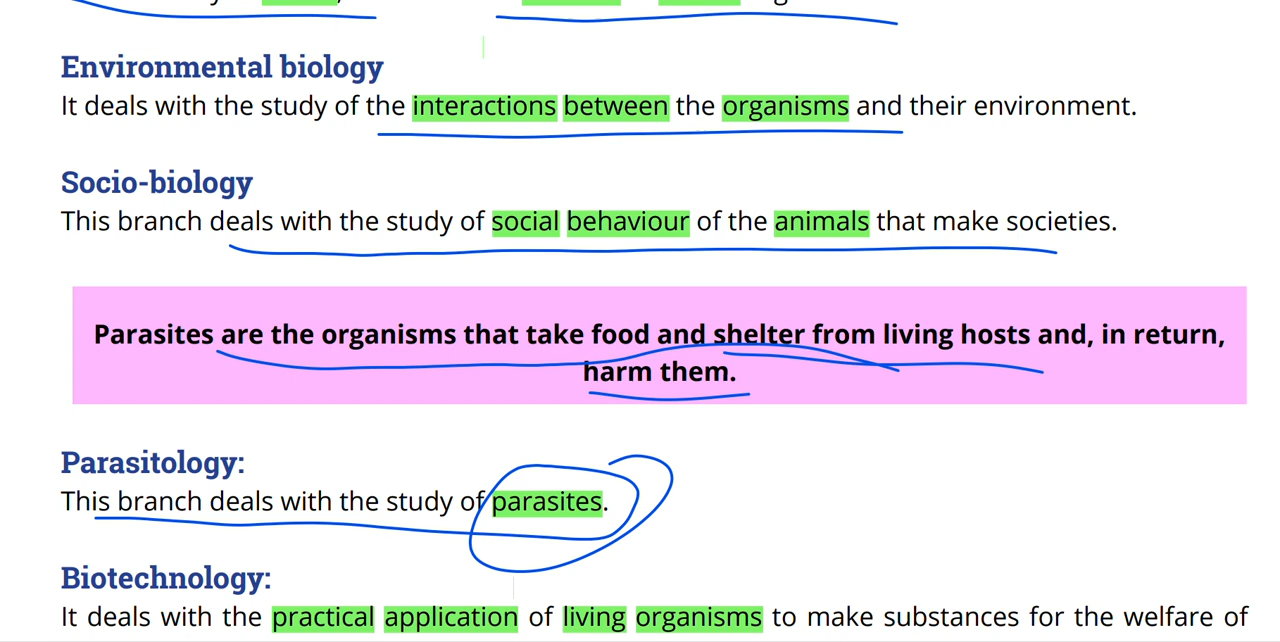 Environmental biology
It deals with the study of the interactions between the organisms and their environment.
Socio-biology
This branch deals with the study of social behaviour of the animals that make societies.
Parasites are the organisms that take food and shelter from living hosts and, in return,
harm them.
Parasitology:
This branch deals with the study of parasites.
Biotechnology:
It deals with the practical application of living organisms to make substances for the welfare of